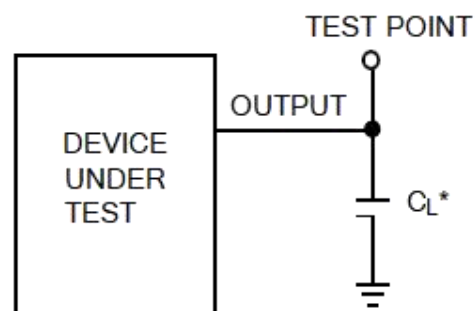 TEST POINT
OUTPUT
DEVICE
UNDER
TEST
CL*